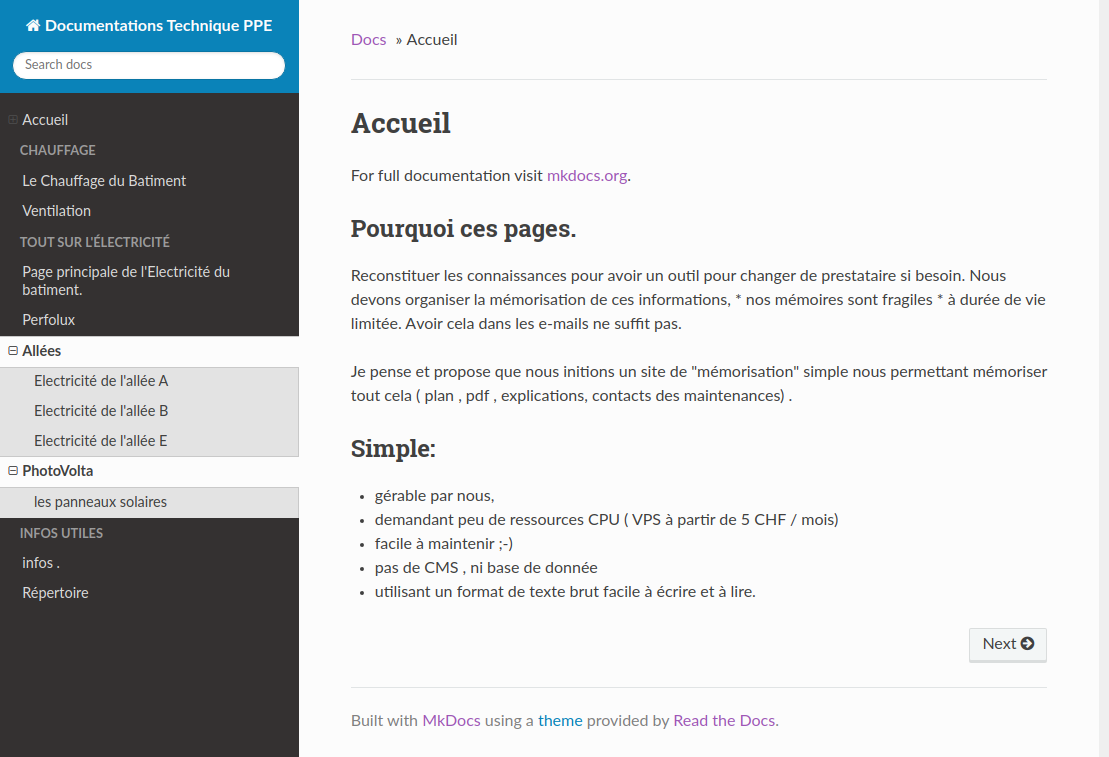 Documentations Technique PPE
Search docs
Accueil
CHAUFFAGE
Le Chauffage du Batiment
Ventilation
TOUT SUR L'ÉLECTRICITÉ
Page principale de l'Electricité du
batiment.
Perfolux
Allées
Electricité de l'allée A
Electricité de l'allée B
Electricité de l'allée E
PhotoVolta
les panneaux solaires
INFOS UTILES
infos .
Répertoire
Docs » Accueil
Accueil
For full documentation visit mkdocs.org.
Pourquoi ces pages.
Reconstituer les connaissances pour avoir un outil pour changer de prestataire si besoin. Nous
devons organiser la mémorisation de ces informations, * nos mémoires sont fragiles * à durée de vie
limitée. Avoir cela dans les e-mails ne suffit pas.
Je pense et propose que nous initions un site de "mémorisation" simple nous permettant mémoriser
tout cela ( plan , pdf , explications, contacts des maintenances) .
Simple:
• gérable par nous,
• demandant peu de ressources CPU ( VPS à partir de 5 CHF / mois)
• facile à maintenir ;-)
• pas de CMS , ni base de donnée
• utilisant un format de texte brut facile à écrire et à lire.
Next
Built with MkDocs using a theme provided by Read the Docs.